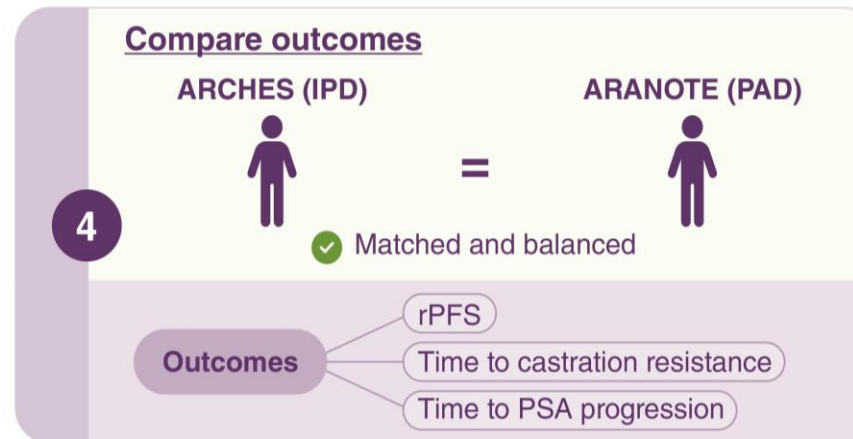 Compare outcomes
ARCHES (IPD)
ARANOTE (PAD)
=
4
Matched and balanced
Outcomes
rPFS
Time to castration resistance
Time to PSA progression